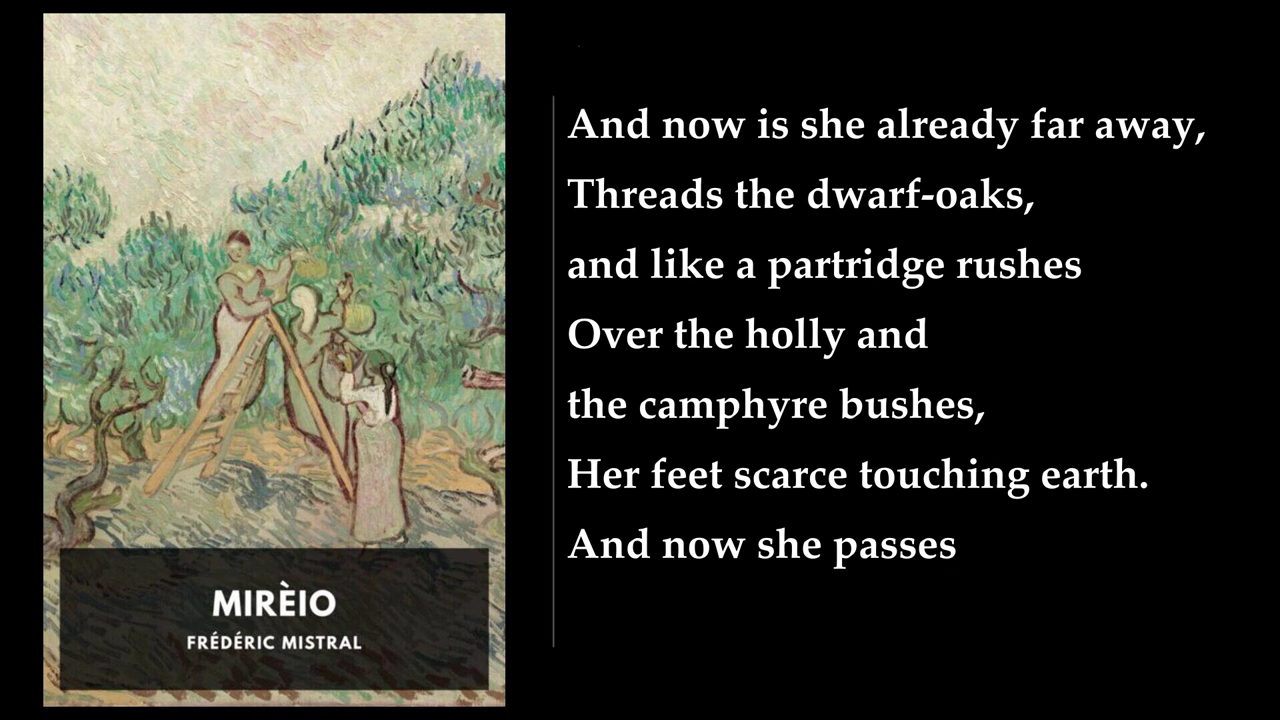 MIRÈIO
FRÉDÉRIC MISTRAL
And now is she already far away,
Threads the dwarf-oaks,
and like a partridge rushes
Over the holly and
the camphyre bushes,
Her feet scarce touching earth.
And now she passes